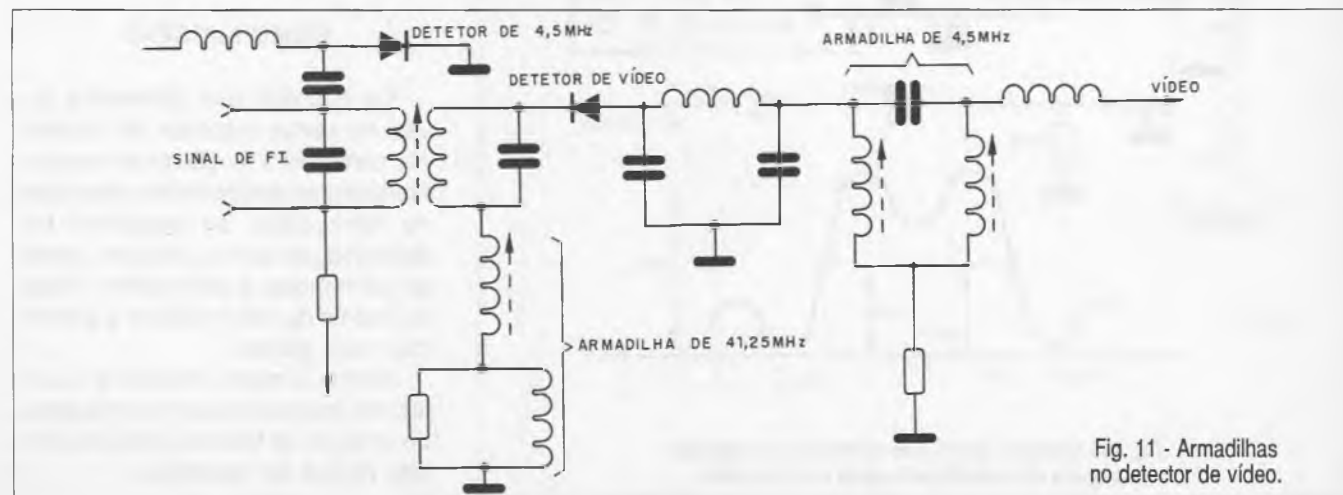 DETETOR DE 4,5MHz
ARMADILHA DE 4,5MHz
DETETOR DE VÍDEO
VÍDEO
SINAL DE FI
ARMADILHA DE 41,25MHz
Fig. 11 - Armadilhas
no detector de vídeo.